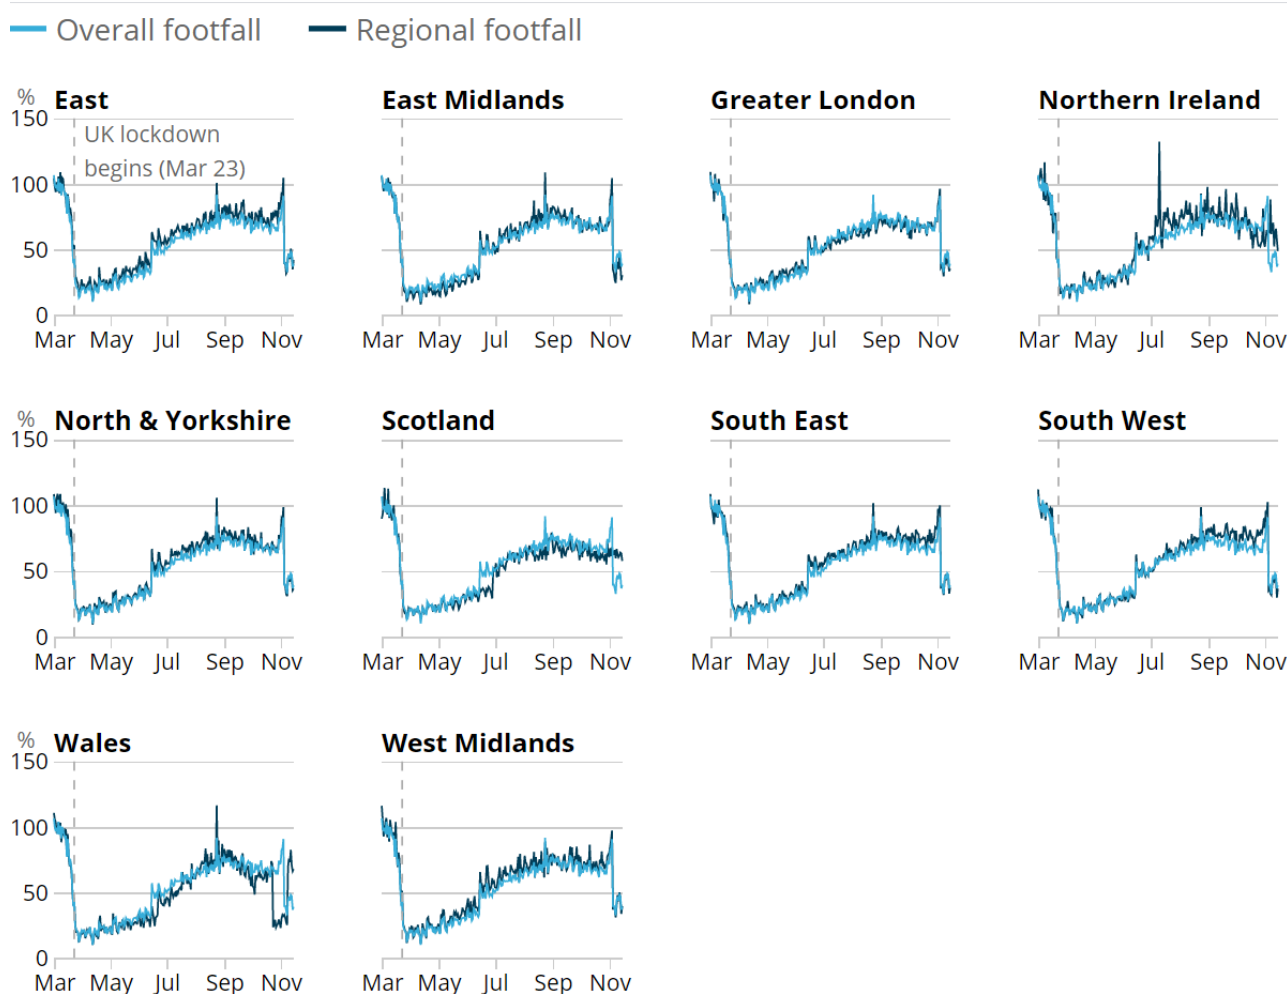 Overall footfall Regional footfall
% East East Midlands Greater London Northern Ireland
150
UK lockdown
begins (Mar 23)
100
50
0
Mar May Jul Sep Nov Mar May Jul Sep Nov Mar May Jul Sep Nov Mar May Jul Sep Nov
% North & Yorkshire Scotland South East South West
150
100
50
0
Mar May Jul Sep Nov Mar May Jul Sep Nov Mar May Jul Sep Nov Mar May Jul Sep Nov
% Wales West Midlands
150
100
50
0
Mar May Jul Sep Nov Mar May Jul Sep Nov